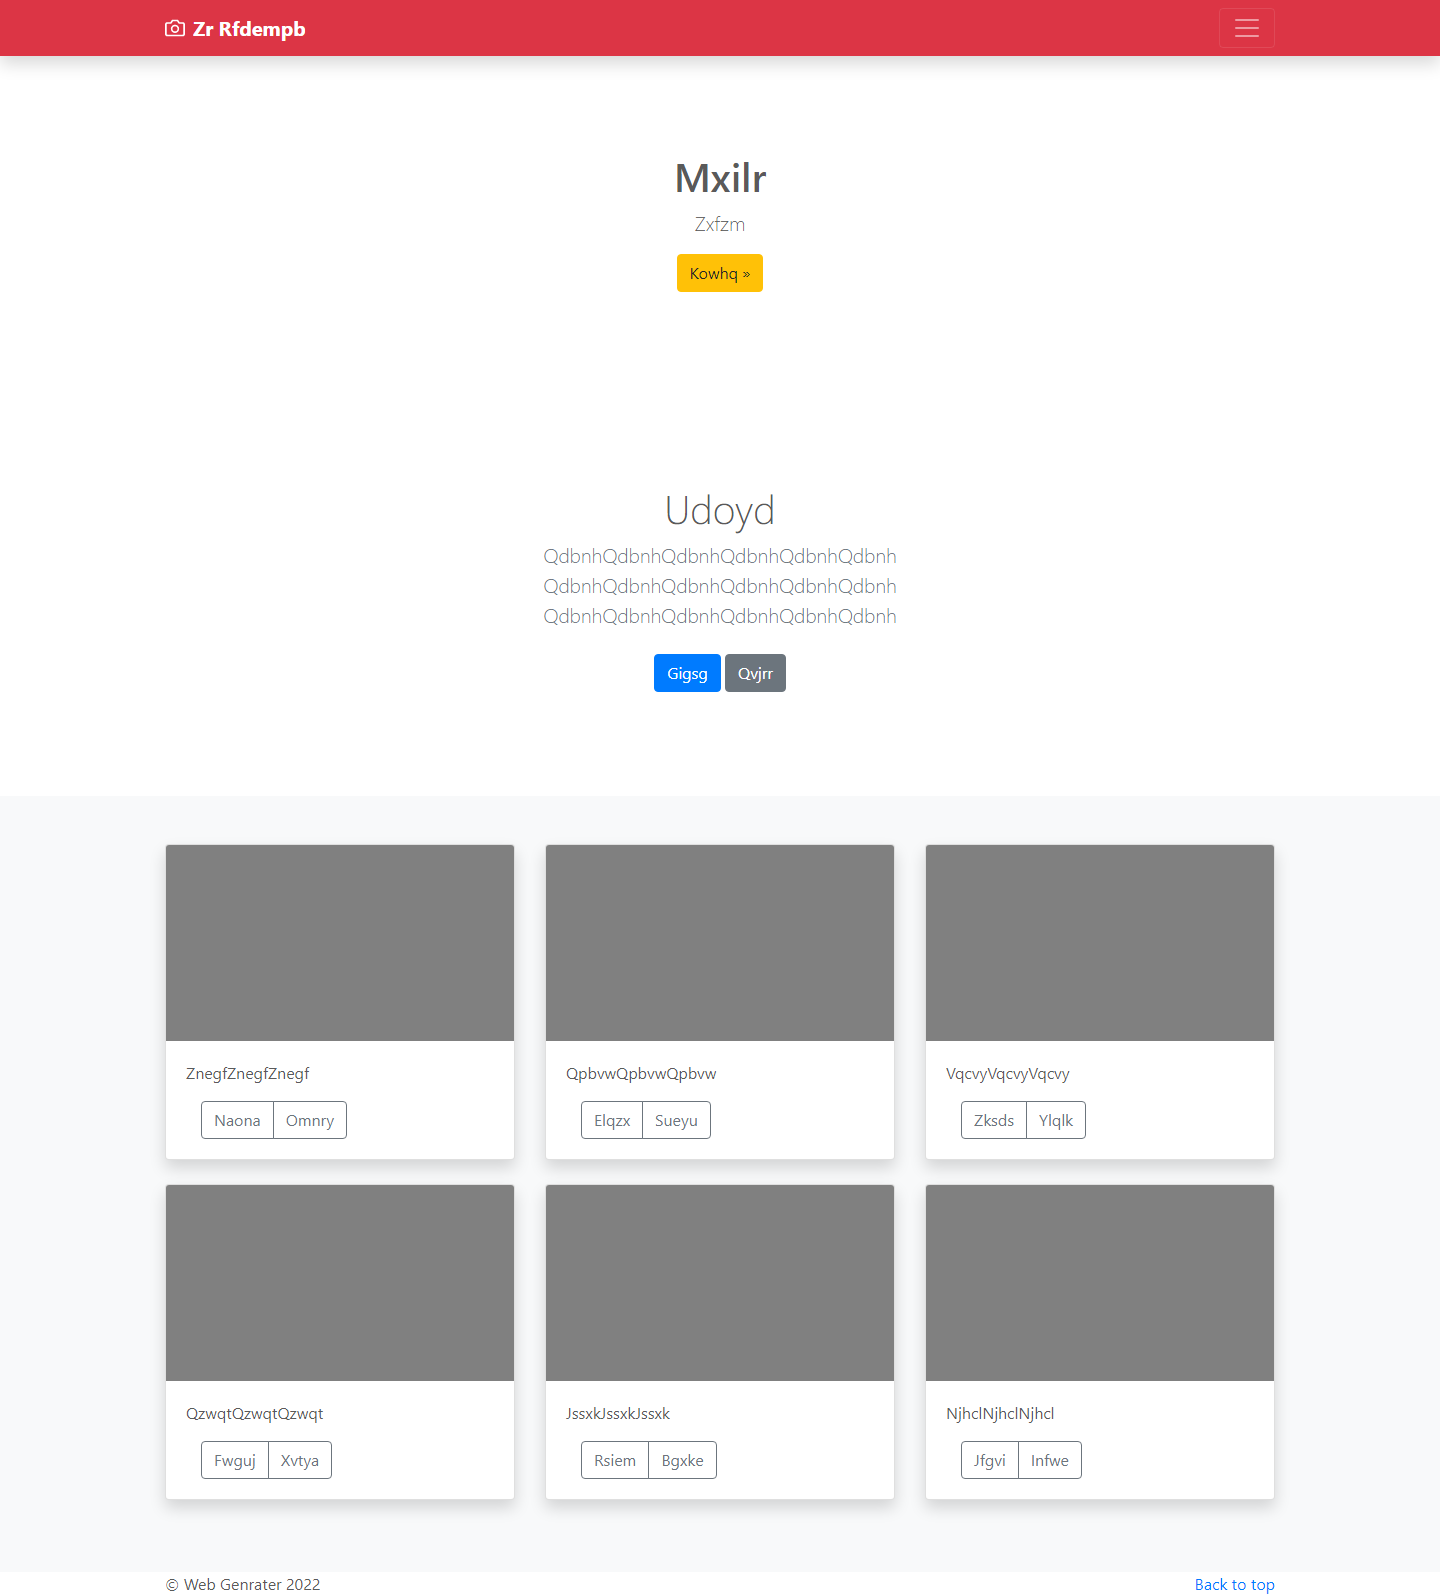 Zr Rfdempb
Mxilr
Zxfzm
Kowhq »
Udoyd
QdbnhQdbnhQdbnhQdbnhQdbnhQdbnh
QdbnhQdbnhQdbnhQdbnhQdbnhQdbnh
QdbnhQdbnhQdbnhQdbnhQdbnhQdbnh
Gigsg Qvjrr
ZnegfZnegfZnegf
Naona Omnry
QpbvwQpbvwQpbvw
Elqzx Sueyu
VqcvyVqcvyVqcvy
Zksds Ylqlk
QzwqtQzwqtQzwqt
Fwguj Xvtya
JssxkJssxkJssxk
Rsiem Bgxke
NjhclNjhclNjhcl
Jfgvi Infwe
© Web Genrater 2022
Back to top